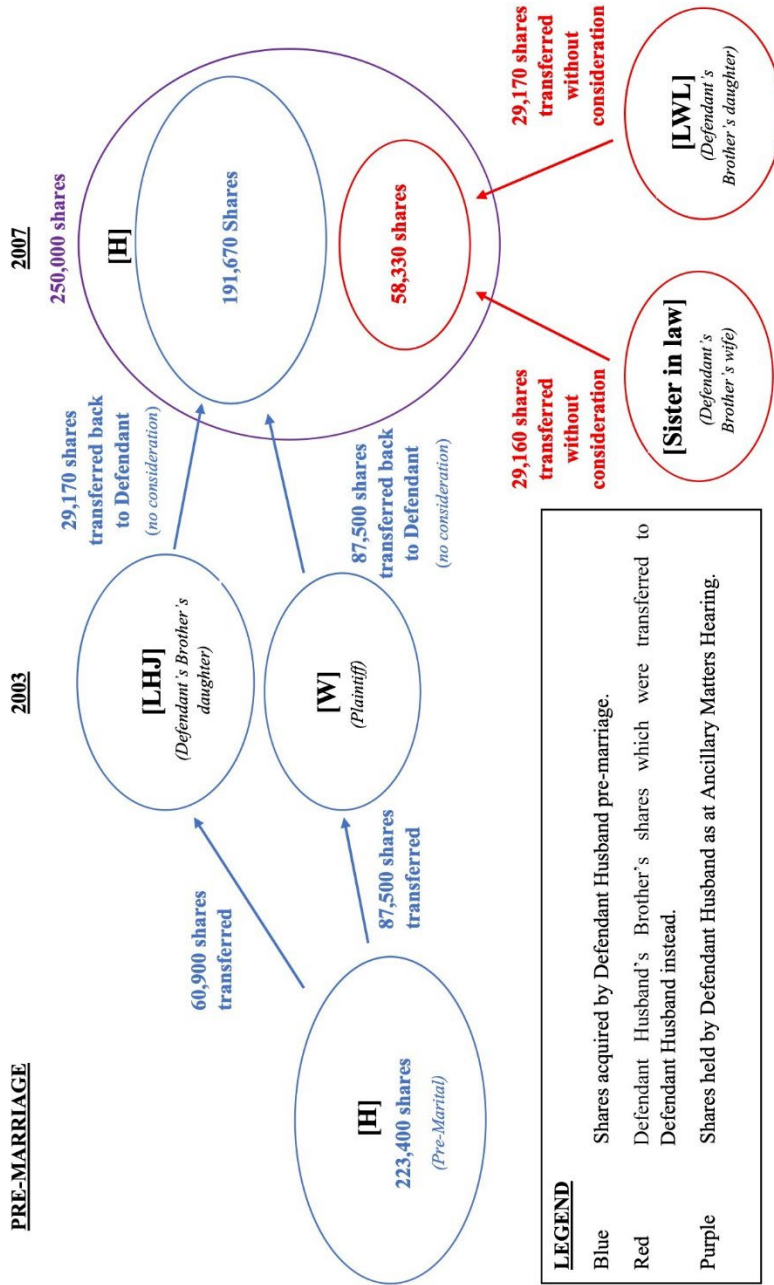 PRE-MARRIAGE
2003
2007
[H]
223,400 shares
(Pre-Marital)
60,900 shares
transferred
87,500 shares
transferred
[LHJ]
(Defendant's Brother's
daughter)
[W]
(Plaintiff)
29,170 shares
transferred back
to Defendant
(no consideration)
87,500 shares
transferred back
to Defendant
(no consideration)
250,000 shares
[H]
191,670 Shares
58,330 shares
29,160 shares
transferred
without
consideration
29,170 shares
transferred
without
consideration
[Sister in law]
(Defendant's
Brother's wife)
[LWL]
(Defendant's
Brother's daughter)
LEGEND
Blue Shares acquired by Defendant Husband pre-marriage.
Red Defendant Husband's Brother's shares which were transferred to
Defendant Husband instead.
Purple Shares held by Defendant Husband as at Ancillary Matters Hearing.